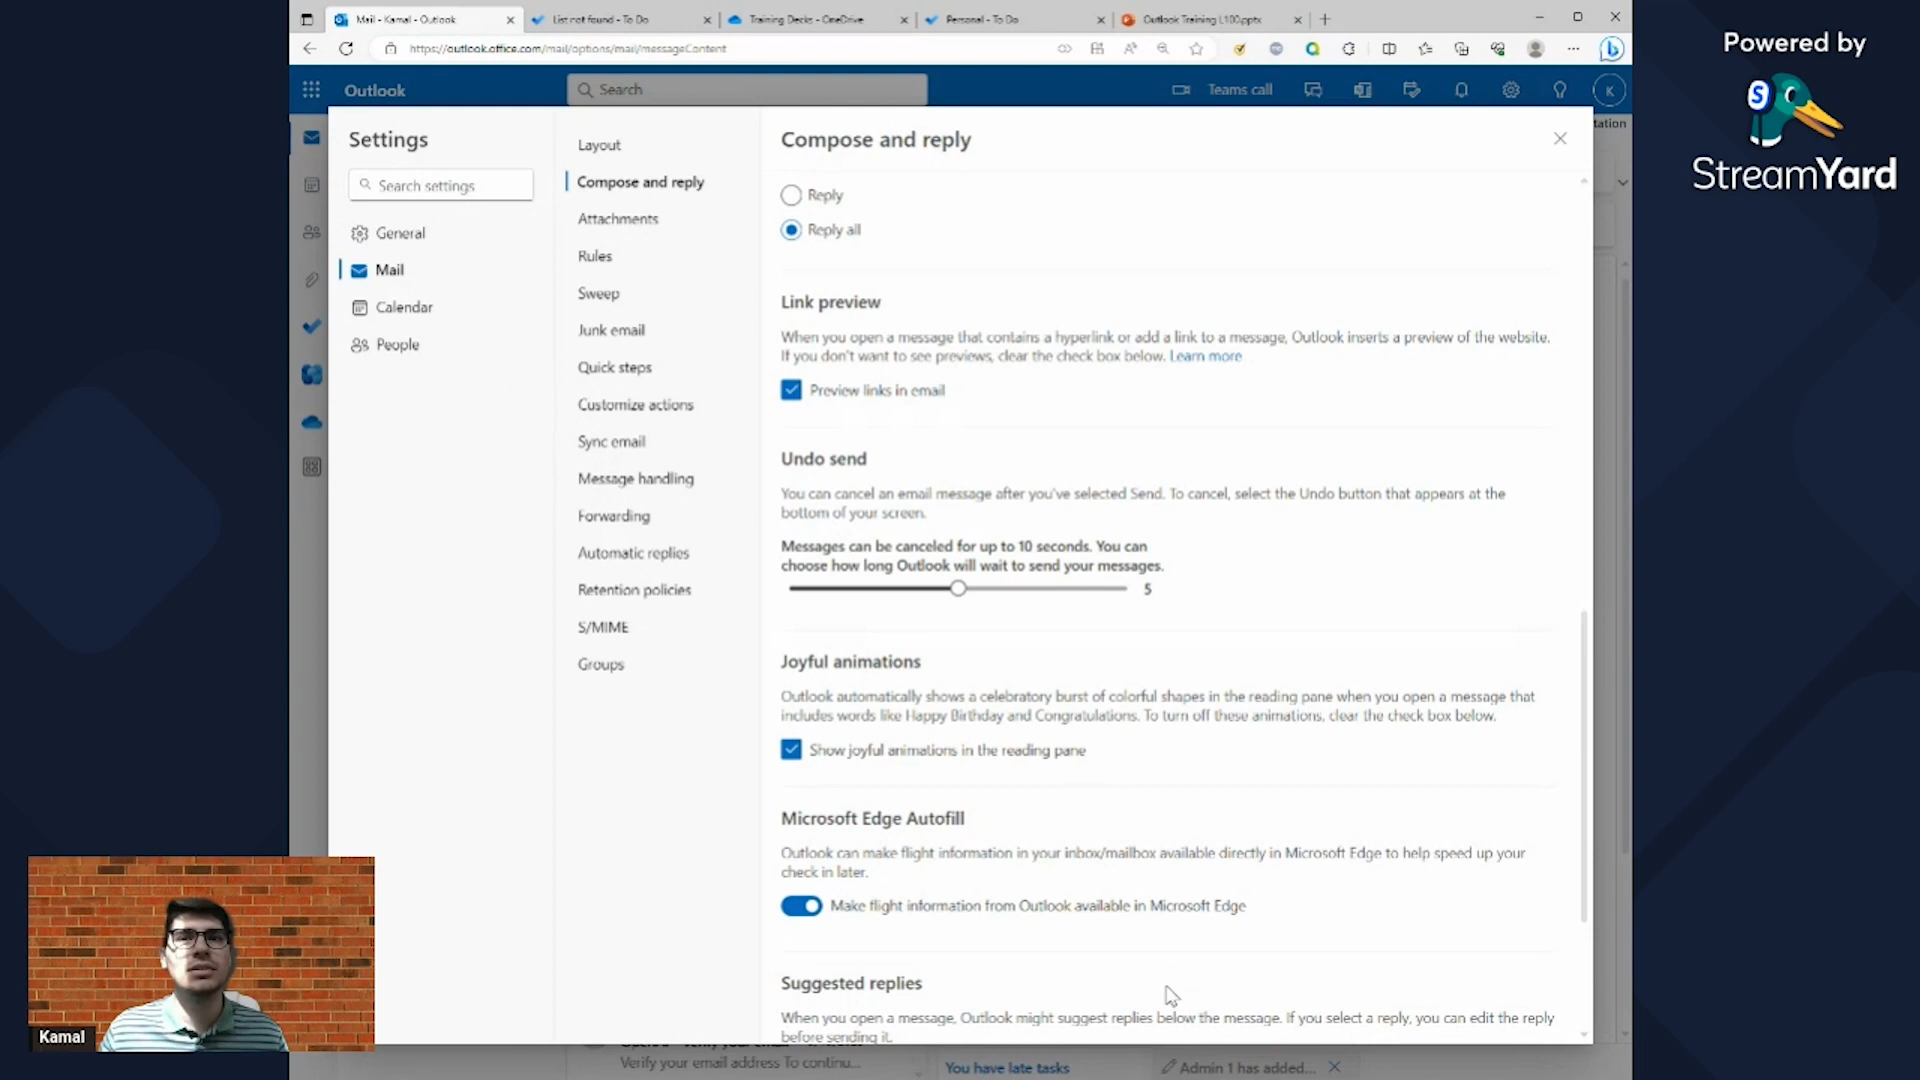 Mail - Kamal - Outlook
List not found - To Do
Training Decks - OneDrive
Personal - To Do
Outlook Training L100.pptx
https://outlook.office.com/mail/options/mail/messageContent
Outlook
Search
Teams call
K
tation
Settings
Search settings
General
Mail
Calendar
People
Layout
Compose and reply
Attachments
Rules
Sweep
Junk email
Quick steps
Customize actions
Sync email
Message handling
Forwarding
Automatic replies
Retention policies
S/MIME
Groups
Compose and reply
Reply
Reply all
Link preview
When you open a message that contains a hyperlink or add a link to a message, Outlook inserts a preview of the website.
If you don't want to see previews, clear the check box below. Learn more
Preview links in email
Undo send
You can cancel an email message after you've selected Send. To cancel, select the Undo button that appears at the
bottom of your screen.
Messages can be canceled for up to 10 seconds. You can
choose how long Outlook will wait to send your messages.
5
Joyful animations
Outlook automatically shows a celebratory burst of colorful shapes in the reading pane when you open a message that
includes words like Happy Birthday and Congratulations. To turn off these animations, clear the check box below.
Show joyful animations in the reading pane
Microsoft Edge Autofill
Outlook can make flight information in your inbox/mailbox available directly in Microsoft Edge to help speed up your
check in later.
Make flight information from Outlook available in Microsoft Edge
Suggested replies
When you open a message, Outlook might suggest replies below the message. If you select a reply, you can edit the reply
before sending it.
Verify your email address To continu...
You have late tasks
Admin 1 has added...
Kamal
Powered by
S
StreamYard